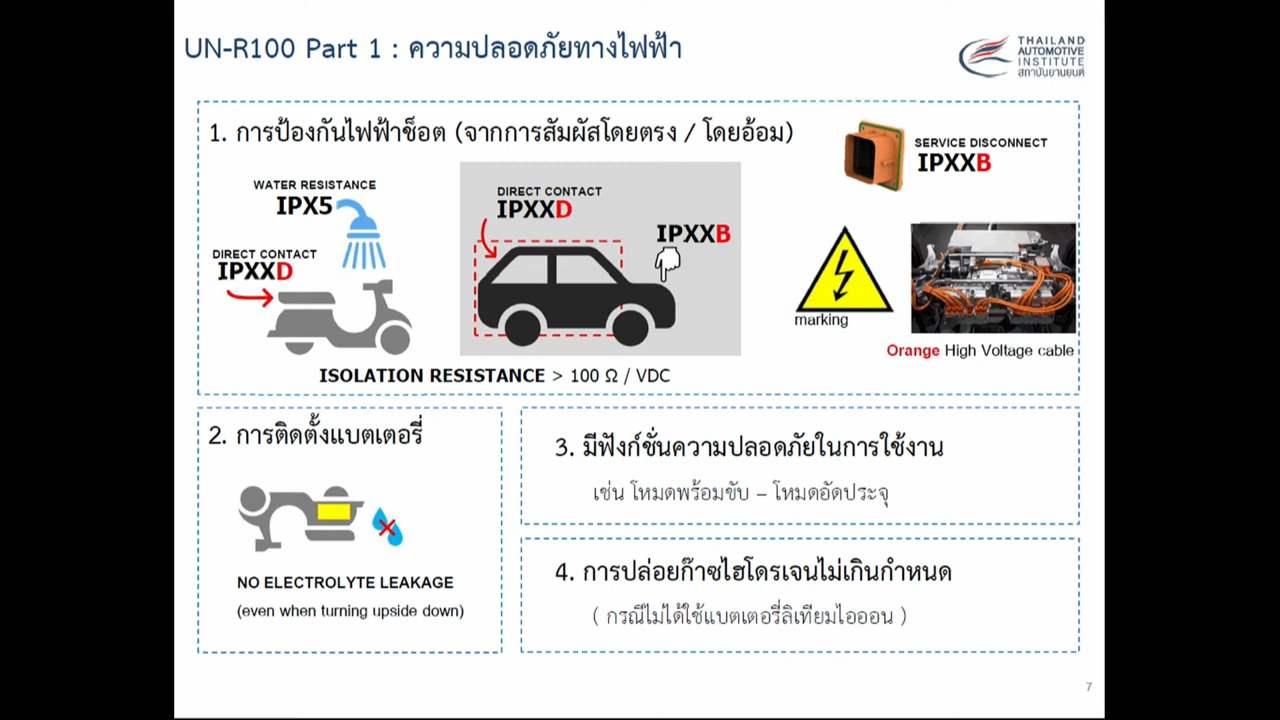 UN-R100 Part 1 : ความปลอดภัยทางไฟฟ้า
THAILAND
AUTOMOTIVE
INSTITUTE
สถาบันยานยนต์
1. การป้องกันไฟฟ้าช็อต (จากการสัมผัสโดยตรง / โดยอ้อม)
WATER RESISTANCE
IPX5
DIRECT CONTACT
IPXXD
DIRECT CONTACT
IPXXD
IPXXB
SERVICE DISCONNECT
IPXXB
marking
Orange High Voltage cable
ISOLATION RESISTANCE > 100 Ω / VDC
2. การติดตั้งแบตเตอรี่
NO ELECTROLYTE LEAKAGE
(even when turning upside down)
3. มีฟังก์ชั่นความปลอดภัยในการใช้งาน
เช่น โหมดพร้อมขับ – โหมดอัดประจุ
4. การปล่อยก๊าซไฮโดรเจนไม่เกินกำหนด
( กรณีไม่ได้ใช้แบตเตอรี่ลิเทียมไอออน )
7